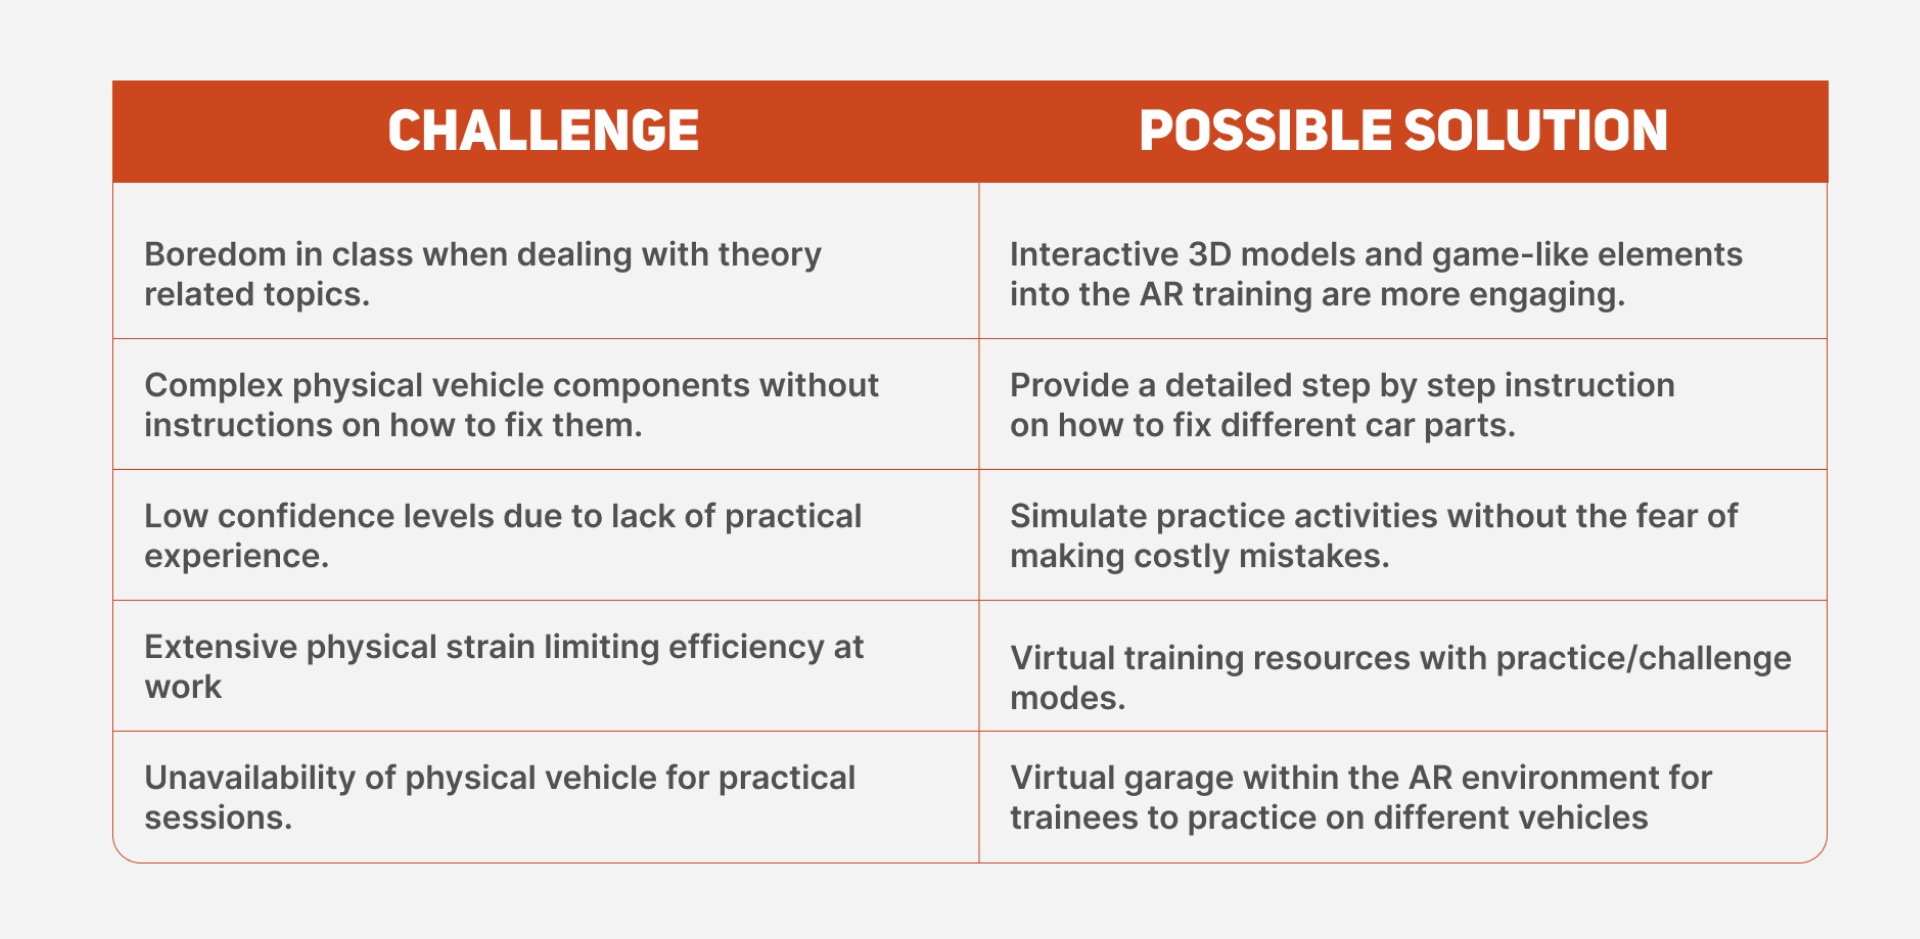 CHALLENGE
POSSIBLE SOLUTION
Boredom in class when dealing with theory
related topics.
Interactive 3D models and game-like elements
into the AR training are more engaging.
Complex physical vehicle components without
instructions on how to fix them.
Provide a detailed step by step instruction
on how to fix different car parts.
Low confidence levels due to lack of practical
experience.
Simulate practice activities without the fear of
making costly mistakes.
Extensive physical strain limiting efficiency at
work
Virtual training resources with practice/challenge
modes.
Unavailability of physical vehicle for practical
sessions.
Virtual garage within the AR environment for
trainees to practice on different vehicles